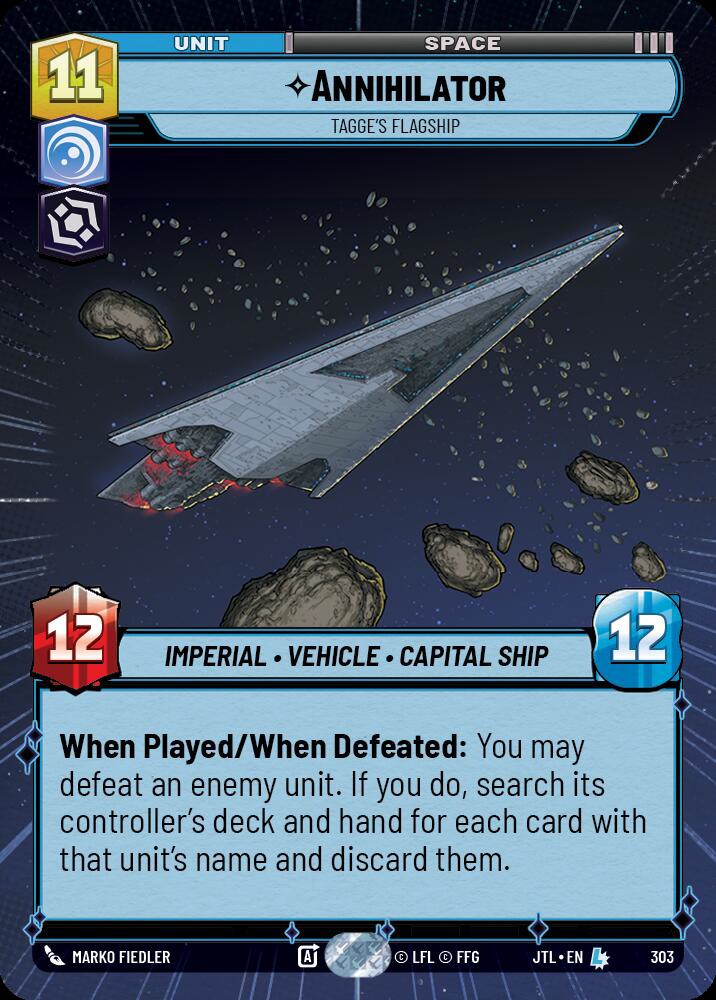 UNIT
SPACE
11
ANNIHILATOR
TAGGE'S FLAGSHIP
12
IMPERIAL • VEHICLE • CAPITAL SHIP
12
When Played/When Defeated: You may
defeat an enemy unit. If you do, search its
controller's deck and hand for each card with
that unit's name and discard them.
MARKO FIEDLER
A
© LFL © FFG
JTL • EN
303